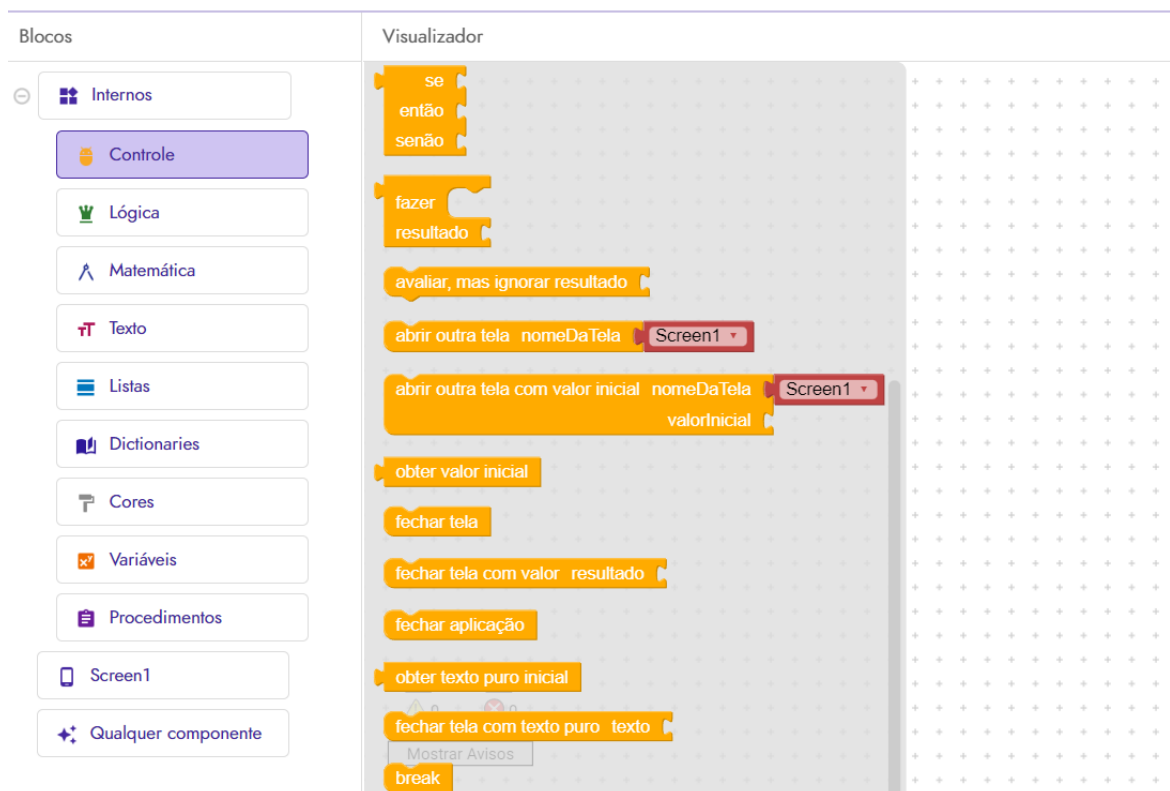 Blocos
Visualizador
Internos
Controle
Lógica
Matemática
Texto
Listas
Dictionaries
Cores
Variáveis
Procedimentos
Screen1
Qualquer componente
se
então
senão
fazer
resultado
avaliar, mas ignorar resultado
abrir outra tela nomeDaTela Screen1
abrir outra tela com valor inicial nomeDaTela Screen1
valorInicial
obter valor inicial
fechar tela
fechar tela com valor resultado
fechar aplicação
obter texto puro inicial
0 0
fechar tela com texto puro texto
Mostrar Avisos
break